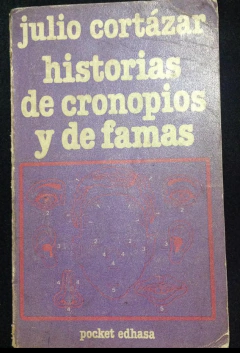 julio cortázar
historias
de cronopios
y de famas
pocket edhasa